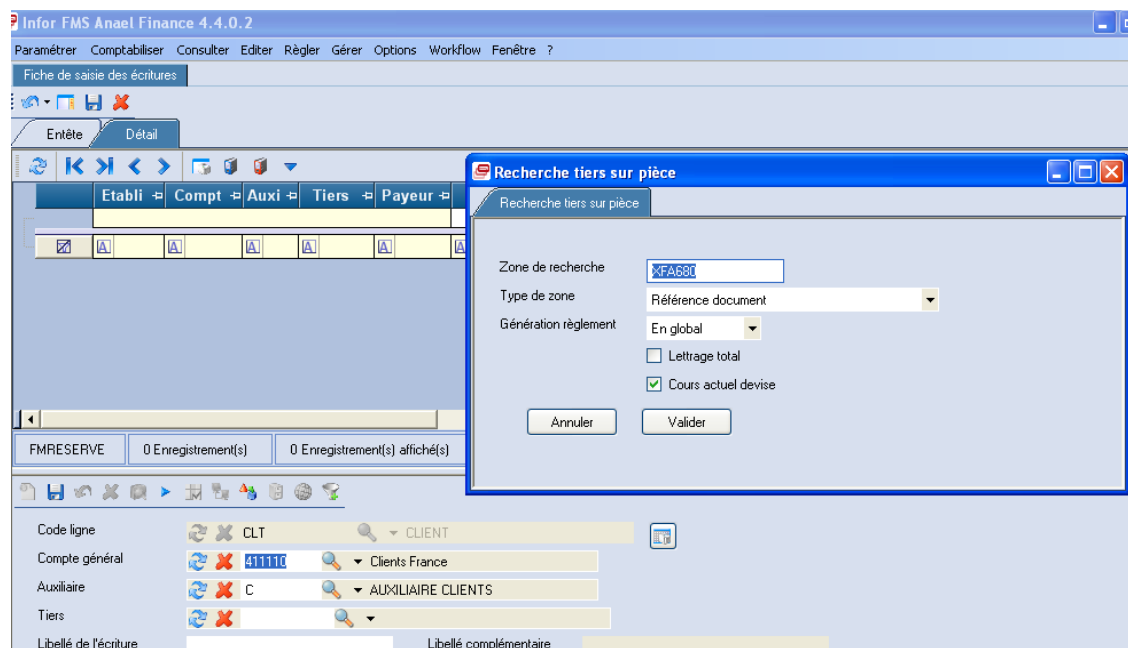 Infor FMS Anael Finance 4.4.0.2
Paramétrer Comptabiliser Consulter Editer Règler Gérer Options Workflow Fenêtre ?
Fiche de saisie des écritures
Entête Détail
Etabli Compt Auxi Tiers Payeur
A A A A A A
Recherche tiers sur pièce
Recherche tiers sur pièce
Zone de recherche XFA680
Type de zone Référence document
Génération règlement En global
Lettrage total
Cours actuel devise
Annuler Valider
FMRESERVE 0 Enregistrement(s) 0 Enregistrement(s) affiché(s)
Code ligne CLT CLIENT
Compte général 411110 Clients France
Auxiliaire C AUXILIAIRE CLIENTS
Tiers
Libellé de l'écriture Libellé complémentaire